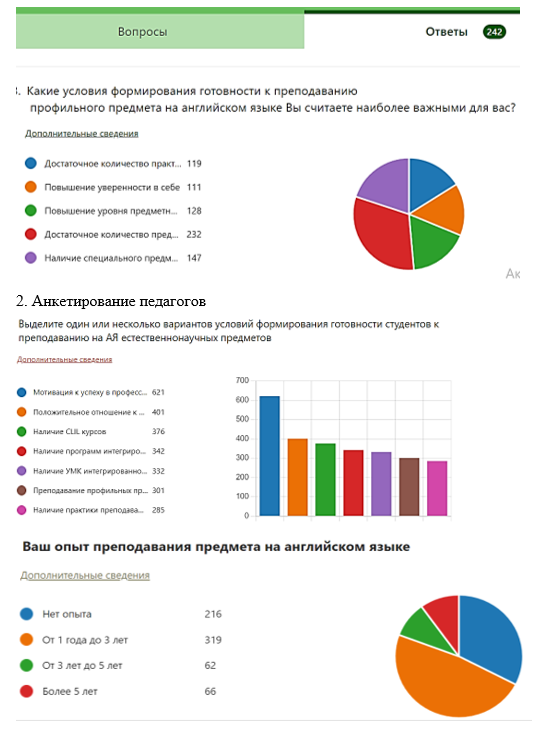 Вопросы
Ответы 242
3. Какие условия формирования готовности к преподаванию
профильного предмета на английском языке Вы считаете наиболее важными для вас?
Дополнительные сведения
Достаточное количество практ... 119
Повышение уверенности в себе 111
Повышение уровня предметн... 128
Достаточное количество пред... 232
Наличие специального предм... 147
Ак
2. Анкетирование педагогов
Выделите один или несколько вариантов условий формирования готовности студентов к
преподаванию на АЯ естественнонаучных предметов
Дополнительные сведения
Мотивация к успеху в професс... 621
Положительное отношение к ... 401
Наличие CLIL курсов 376
Наличие программ интегриро... 342
Наличие УМК интегрированно... 332
Преподавание профильных пр... 301
Наличие практики преподава... 285
700
600
500
400
300
200
100
0
Ваш опыт преподавания предмета на английском языке
Дополнительные сведения
Нет опыта 216
От 1 года до 3 лет 319
От 3 лет до 5 лет 62
Более 5 лет 66